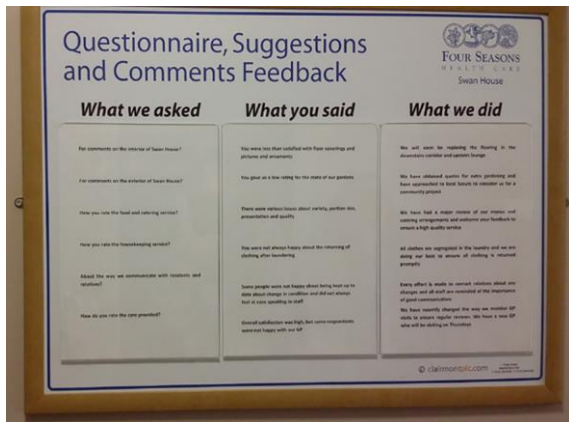 Questionnaire, Suggestions
and Comments Feedback
FOUR SEASONS
HEALTH CARE
Swan House
What we asked
For comments on the interior of Swan House?
For comments on the exterior of Swan House?
How you rate the food and catering service?
How you rate the housekeeping service?
About the way we communicate with residents and
relatives?
How do you rate the care provided?
What you said
You were less than satisfied with floor coverings and
pictures and ornaments
You gave us a low rating for the state of our gardens
There were various issues about variety, portion size,
presentation and quality
You were not always happy about the returning of
clothing after laundering
Some people were not happy about being kept up to
date about change in condition and did not always
feel at ease speaking to staff
Overall satisfaction was high, but some respondents
were not happy with our GP
What we did
We will soon be replacing the flooring in the
downstairs corridor and upstairs lounge
We have obtained quotes for extra gardening and
have approached to local to consider us for a
community project
We have had a major review of our menus and
catering arrangements and welcome your feedback to
ensure a high quality service
All clothes are segregated in the laundry and we are
doing our best to ensure all clothing is returned
promptly
Every effort is made to contact relatives about any
changes and all staff are reminded of the importance
of good communication
We have recently changed the way we monitor GP
visits to ensure regular reviews. We have a new GP
who will be visiting on Thursdays
© clairmontplc.com